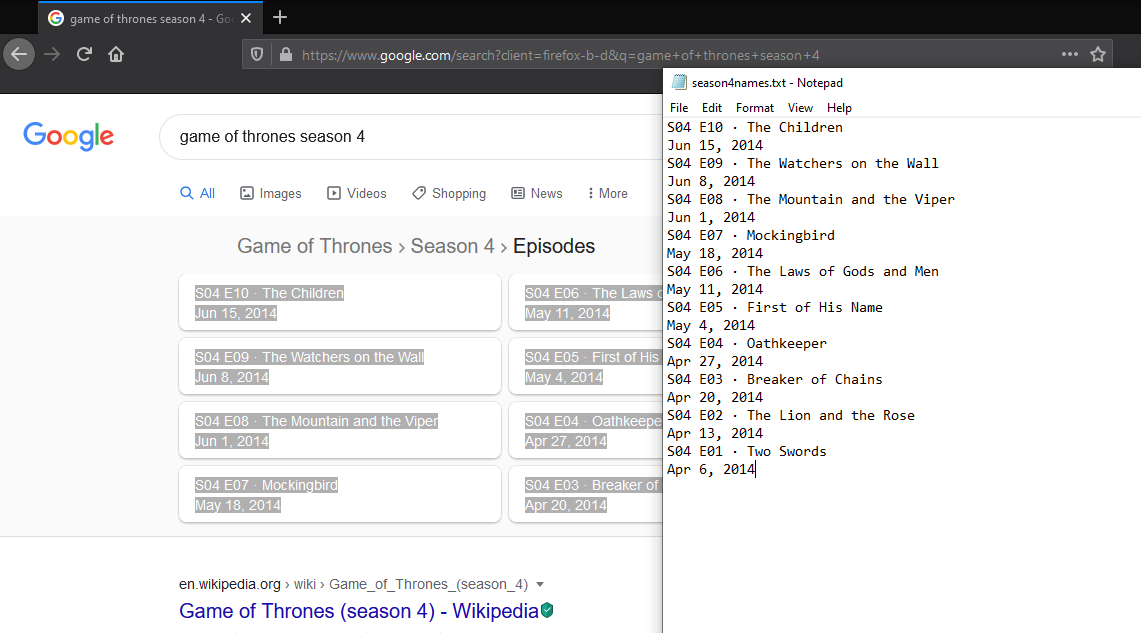 game of thrones season 4 - Goo
https://www.google.com/search?client=firefox-b-d&q=game+of+thrones+season+4
Google
game of thrones season 4
All
Images
Videos
Shopping
News
More
Game of Thrones › Season 4 › Episodes
S04 E10 · The Children
Jun 15, 2014
S04 E09 · The Watchers on the Wall
Jun 8, 2014
S04 E08 · The Mountain and the Viper
Jun 1, 2014
S04 E07 · Mockingbird
May 18, 2014
S04 E06 · The Laws o
May 11, 2014
S04 E05 · First of His
May 4, 2014
S04 E04 · Oathkeepe
Apr 27, 2014
S04 E03 · Breaker of
Apr 20, 2014
en.wikipedia.org › wiki › Game_of_Thrones_(season_4)
Game of Thrones (season 4) - Wikipedia
season4names.txt - Notepad
File Edit Format View Help
S04 E10 · The Children
Jun 15, 2014
S04 E09 · The Watchers on the Wall
Jun 8, 2014
S04 E08 · The Mountain and the Viper
Jun 1, 2014
S04 E07 · Mockingbird
May 18, 2014
S04 E06 · The Laws of Gods and Men
May 11, 2014
S04 E05 · First of His Name
May 4, 2014
S04 E04 · Oathkeeper
Apr 27, 2014
S04 E03 · Breaker of Chains
Apr 20, 2014
S04 E02 · The Lion and the Rose
Apr 13, 2014
S04 E01 · Two Swords
Apr 6, 2014